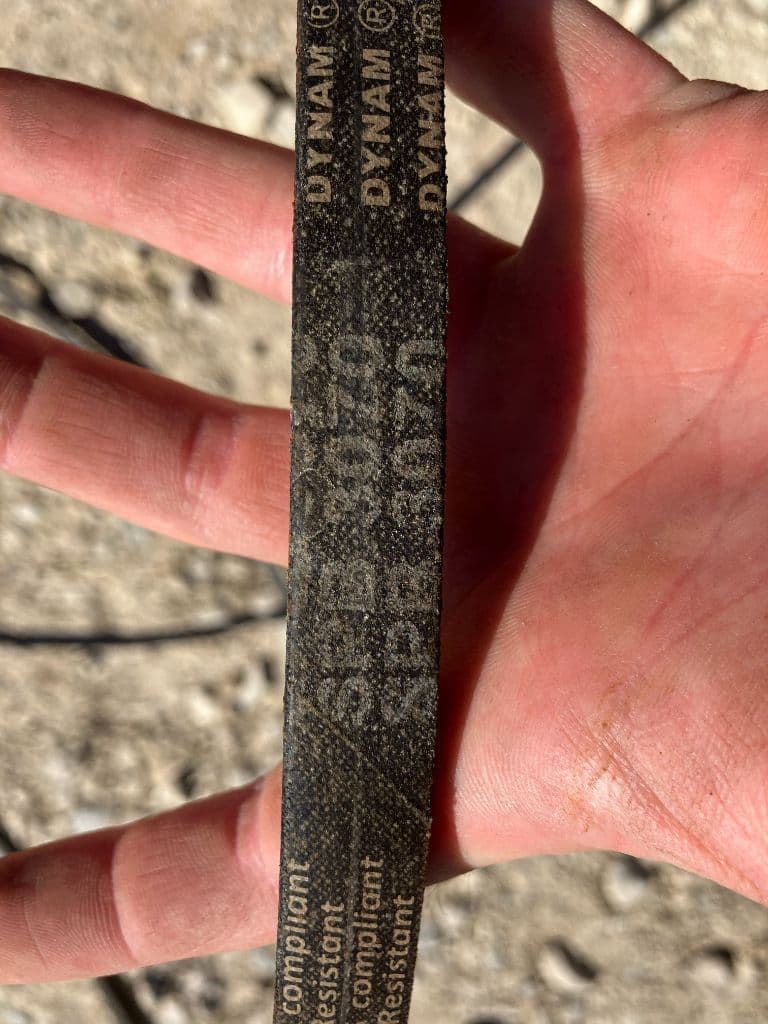 compliant
Resistant
compliant
Resistant
SPB 3070
SPB 3070
DYNAM ®
DYNAM ®
DYNAM ®